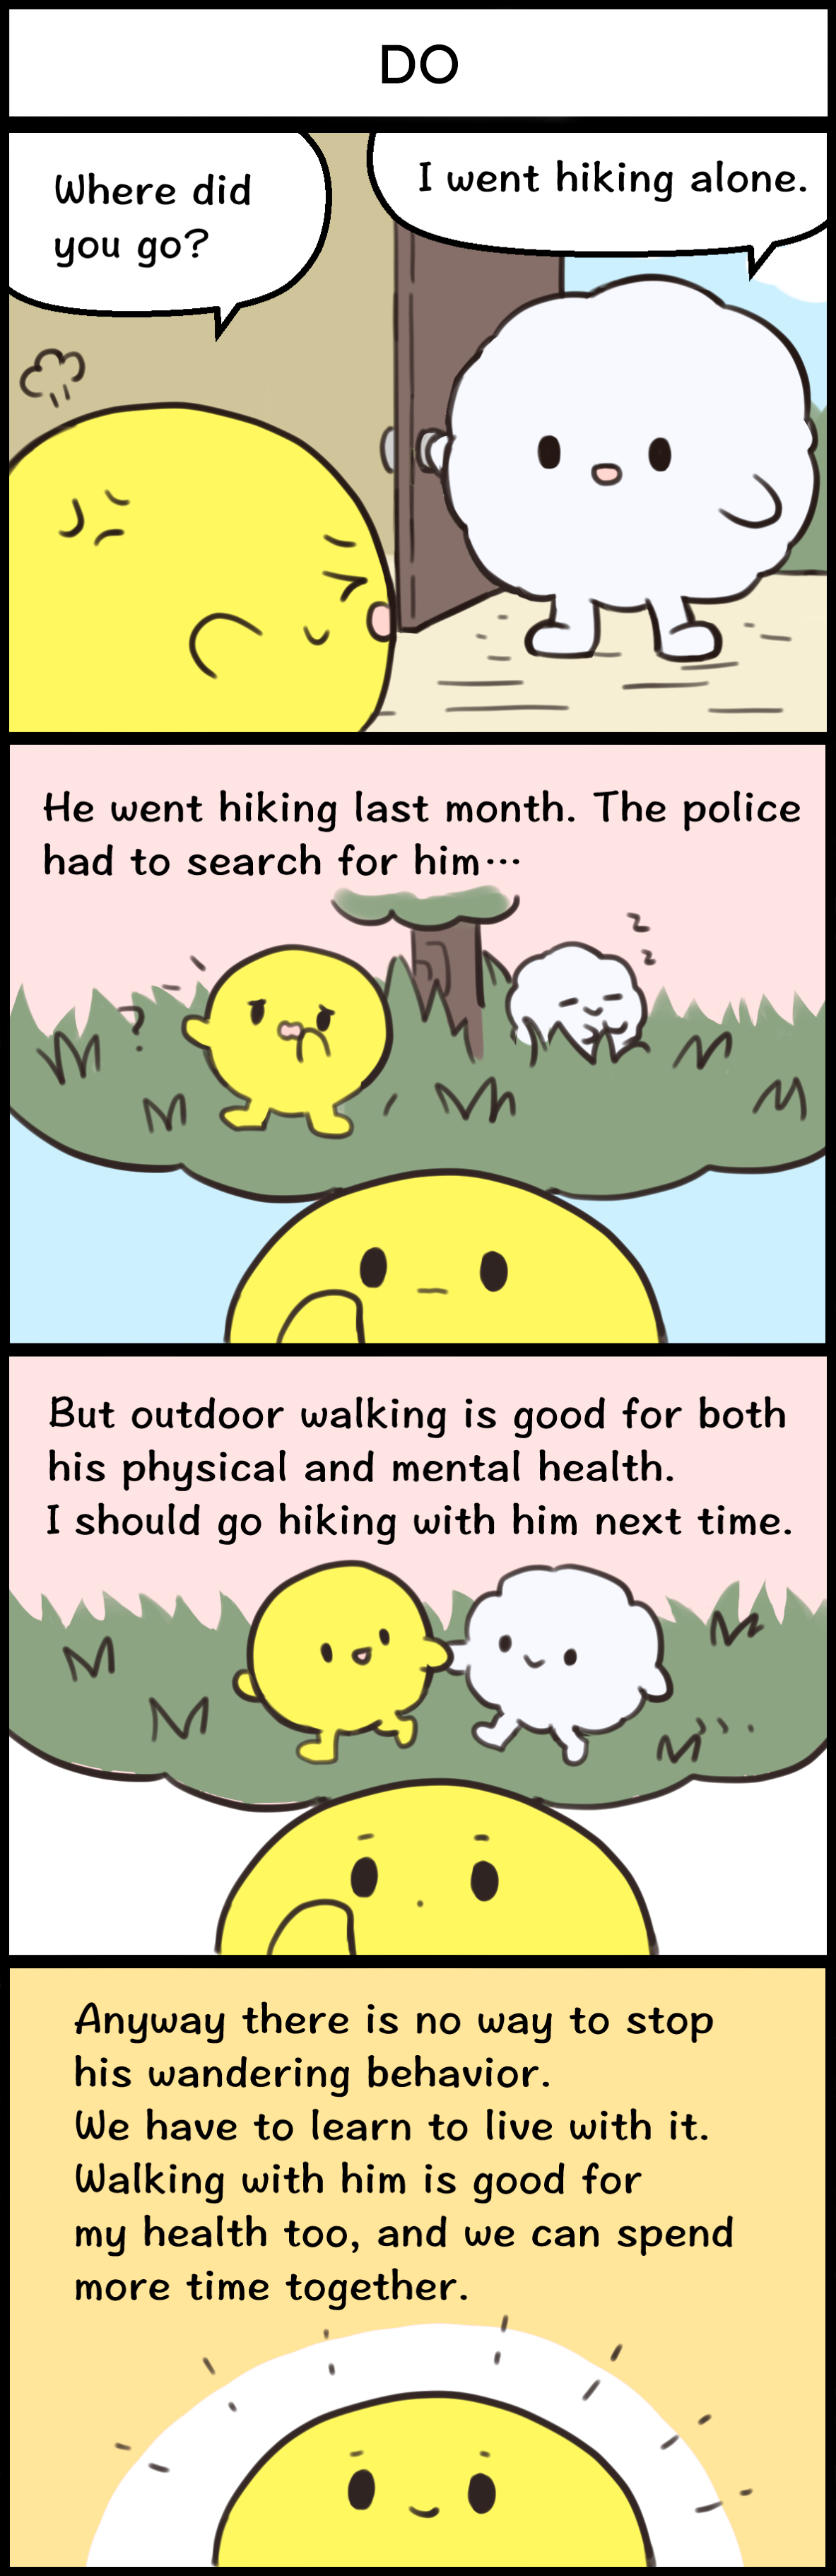 DO
Where did
you go?
I went hiking alone.
He went hiking last month. The police
had to search for him…
?
z
z
But outdoor walking is good for both
his physical and mental health.
I should go hiking with him next time.
Anyway there is no way to stop
his wandering behavior.
We have to learn to live with it.
Walking with him is good for
my health too, and we can spend
more time together.